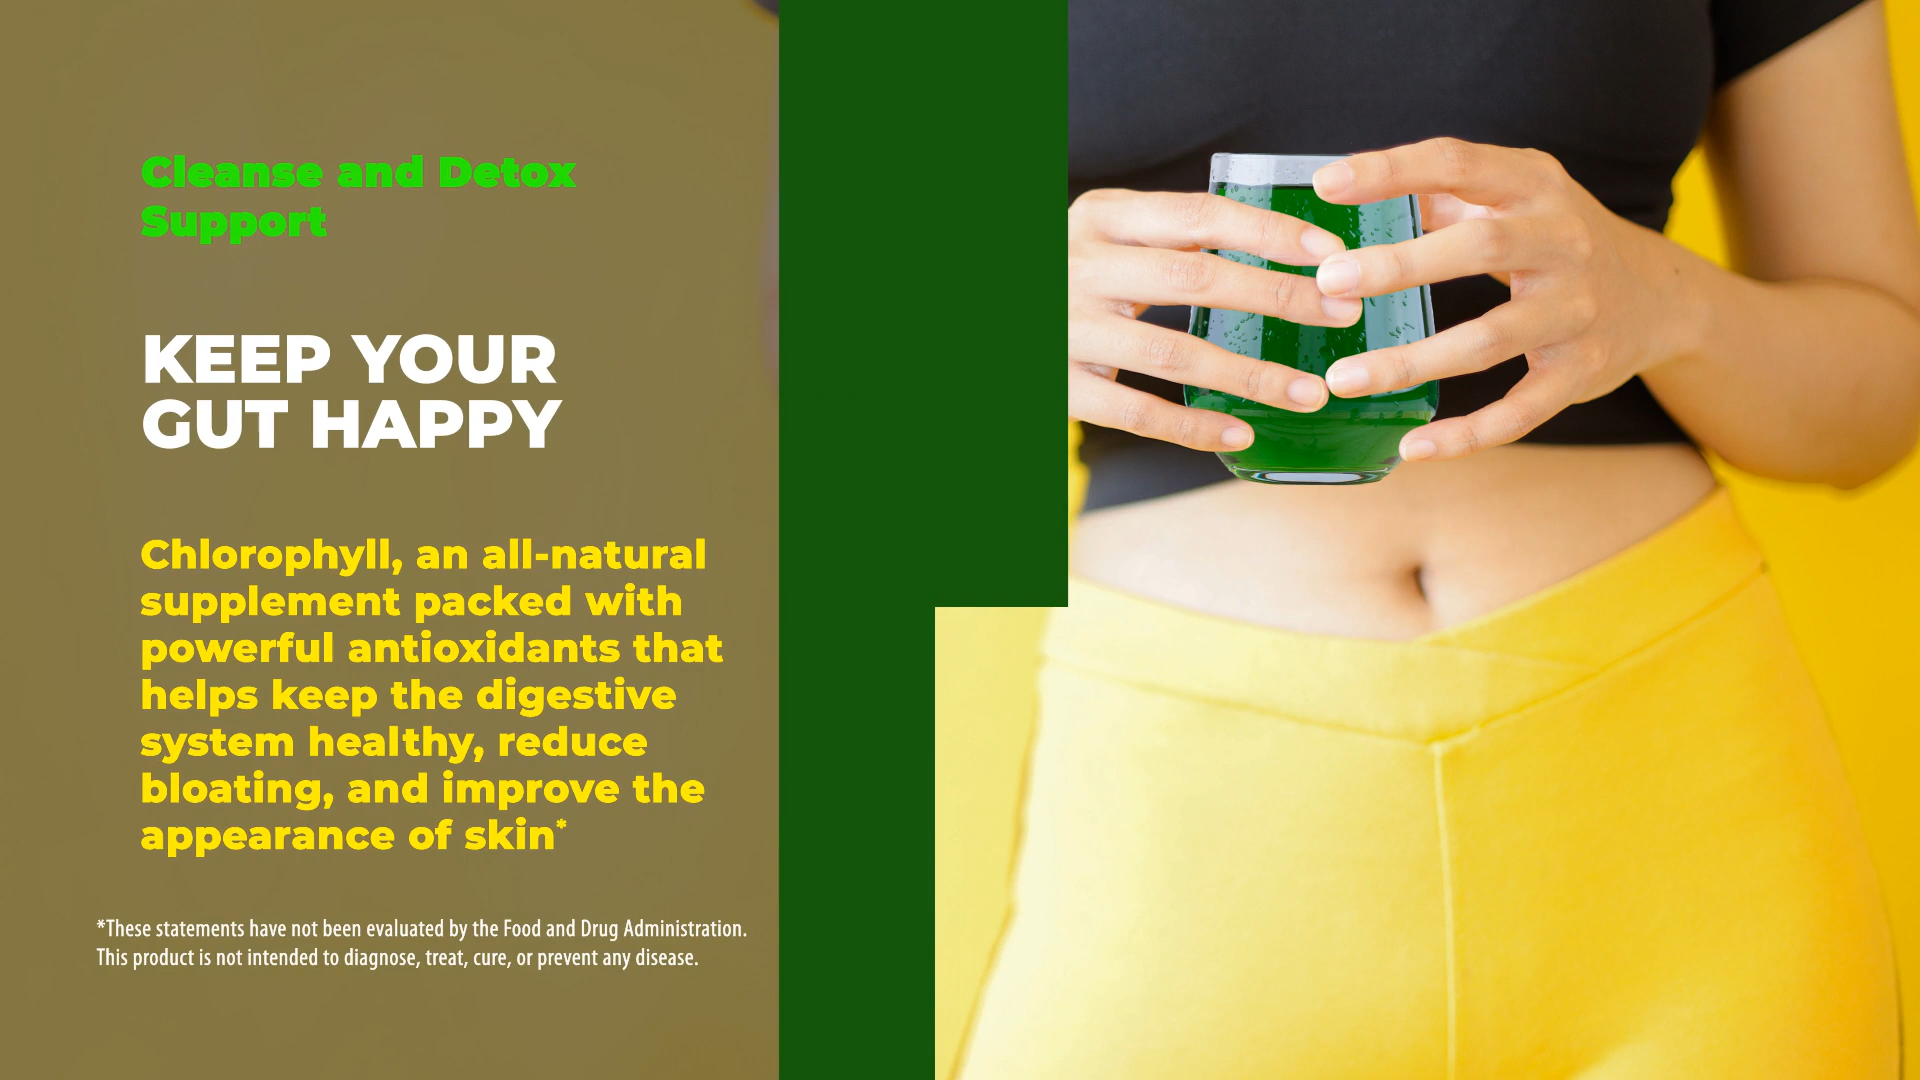 Cleanse and Detox
Support
KEEP YOUR
GUT HAPPY
Chlorophyll, an all-natural
supplement packed with
powerful antioxidants that
helps keep the digestive
system healthy, reduce
bloating, and improve the
appearance of skin*
*These statements have not been evaluated by the Food and Drug Administration.
This product is not intended to diagnose, treat, cure, or prevent any disease.